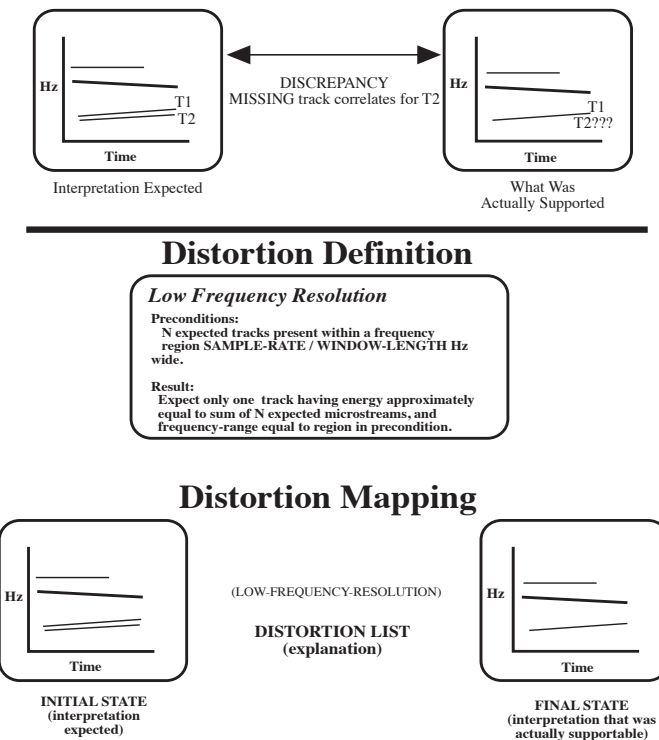 Hz
T1
T2
Time
Interpretation Expected
DISCREPANCY
MISSING track correlates for T2
Hz
T1
T2???
Time
What Was
Actually Supported
Distortion Definition
Low Frequency Resolution
Preconditions:
N expected tracks present within a frequency
region SAMPLE-RATE / WINDOW-LENGTH Hz
wide.
Result:
Expect only one track having energy approximately
equal to sum of N expected microstreams, and
frequency-range equal to region in precondition.
Distortion Mapping
Hz
Time
INITIAL STATE
(interpretation
expected)
(LOW-FREQUENCY-RESOLUTION)
DISTORTION LIST
(explanation)
Hz
Time
FINAL STATE
(interpretation that was
actually supportable)